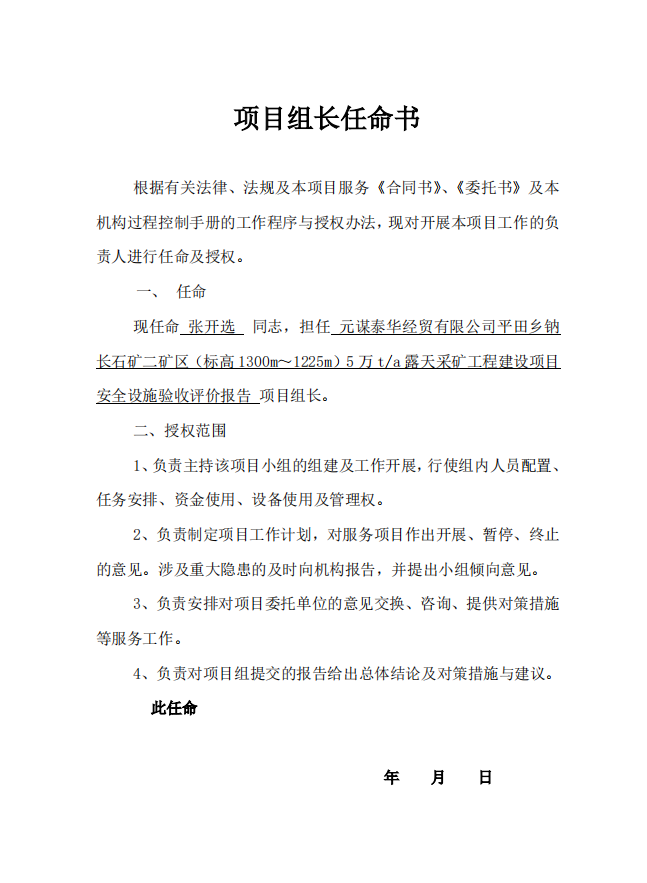 项目组长任命书
根据有关法律、法规及本项目服务《合同书》、《委托书》及本
机构过程控制手册的工作程序与授权办法，现对开展本项目工作的负
责人进行任命及授权。
一、 任命
现任命 张开选  同志，担任 元谋泰华经贸有限公司平田乡钠
长石矿二矿区（标高1300m～1225m）5万t/a露天采矿工程建设项目
安全设施验收评价报告 项目组长。
二、授权范围
1、负责主持该项目小组的组建及工作开展，行使组内人员配置、
任务安排、资金使用、设备使用及管理权。
2、负责制定项目工作计划，对服务项目作出开展、暂停、终止
的意见。涉及重大隐患的及时向机构报告，并提出小组倾向意见。
3、负责安排对项目委托单位的意见交换、咨询、提供对策措施
等服务工作。
4、负责对项目组提交的报告给出总体结论及对策措施与建议。
此任命
年 月 日